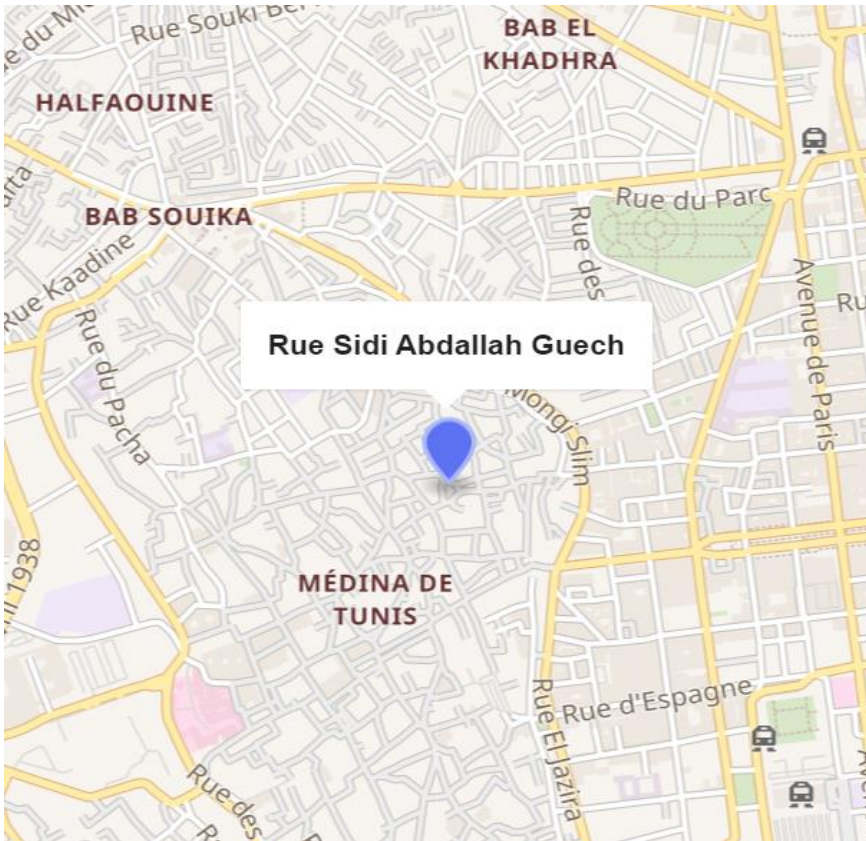 Rue Souki Be
BAB EL
KHADHRA
HALFAOUINE
Rue du Parc
BAB SOUIKA
Rue Kaadine
Rue des
Avenue de Paris
Rue du Pacha
Rue Sidi Abdallah Guech
Mongi Slim
1938
MÉDINA DE
TUNIS
Rue d'Espagne
Rue El Jazira
Rue des